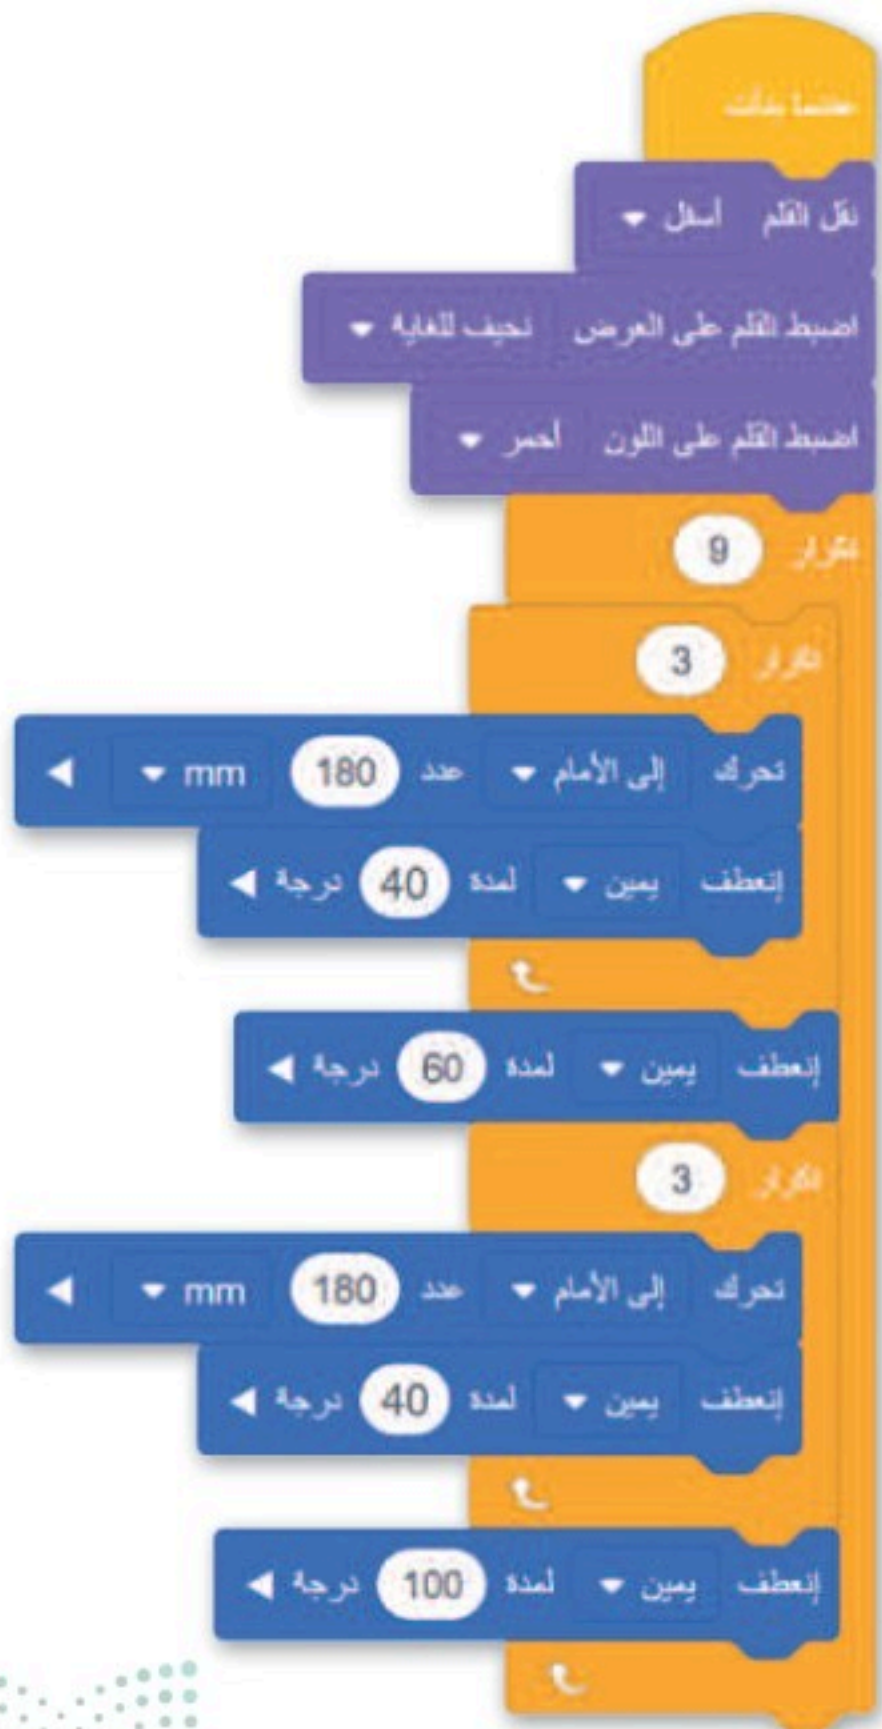 عندما بدأت
نقل القلم أسفل
اضبط القلم على العرض نحيف للغاية
اضبط القلم على اللون أحمر
تكرار 9
تكرار 3
تحرك إلى الأمام عدد 180 mm
إنعطف يمين لمدة 40 درجة
إنعطف يمين لمدة 60 درجة
تكرار 3
تحرك إلى الأمام عدد 180 mm
إنعطف يمين لمدة 40 درجة
إنعطف يمين لمدة 100 درجة